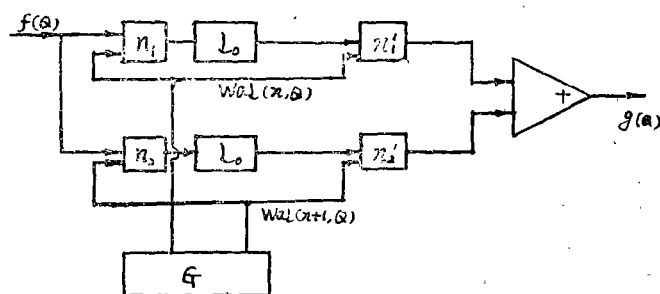 f(Q)
n₁
L₀
n₁'
Wal(n,Q)
+
g(Q)
n₂
L₀
n₂'
Wal(n+1,Q)
G